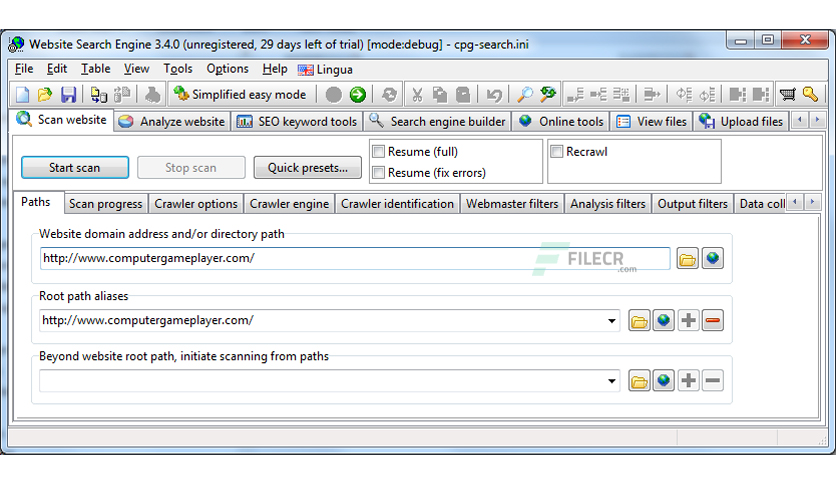 Website Search Engine 3.4.0 (unregistered, 29 days left of trial) [mode:debug] - cpg-search.ini
File Edit Table View Tools Options Help Lingua
Simplified easy mode
Scan website Analyze website SEO keyword tools Search engine builder Online tools View files Upload files
Start scan Stop scan Quick presets... Resume (full) Recrawl
Resume (fix errors)
Paths Scan progress Crawler options Crawler engine Crawler identification Webmaster filters Analysis filters Output filters Data coll
Website domain address and/or directory path
http://www.computergameplayer.com/
FILECR
.com
Root path aliases
http://www.computergameplayer.com/
Beyond website root path, initiate scanning from paths